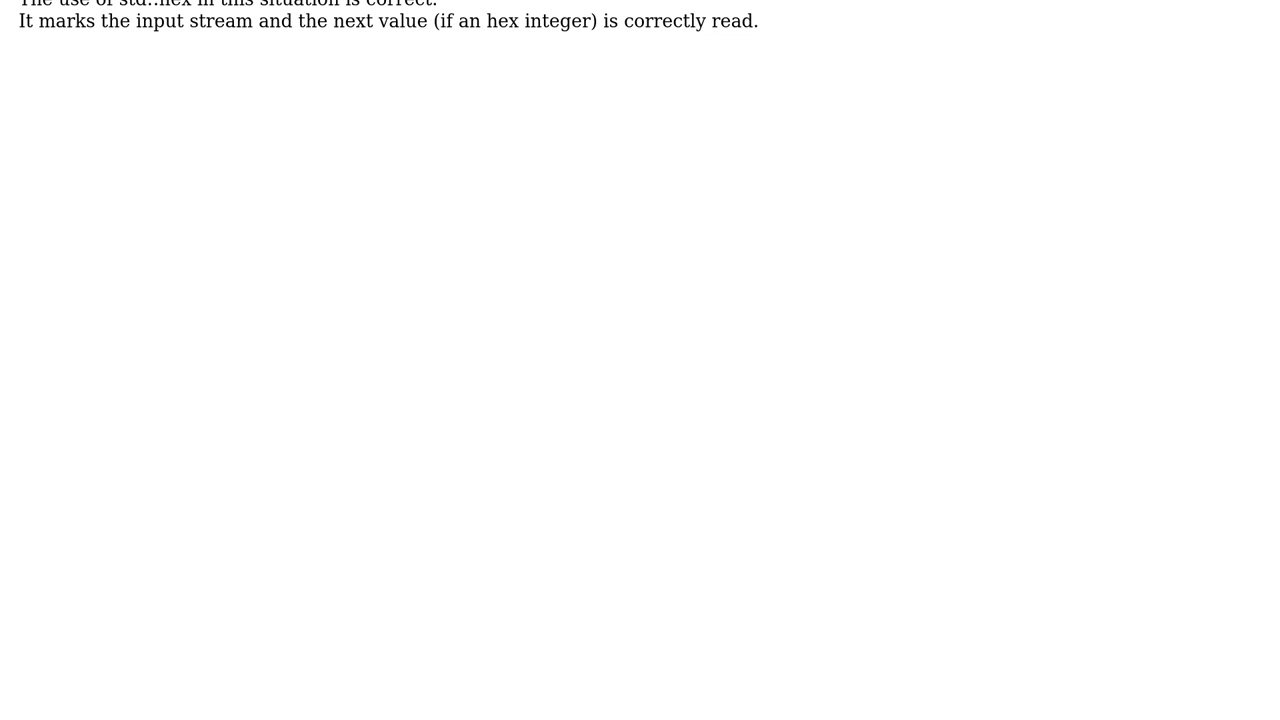 The use of std::hex in this situation is correct.
It marks the input stream and the next value (if an hex integer) is correctly read.